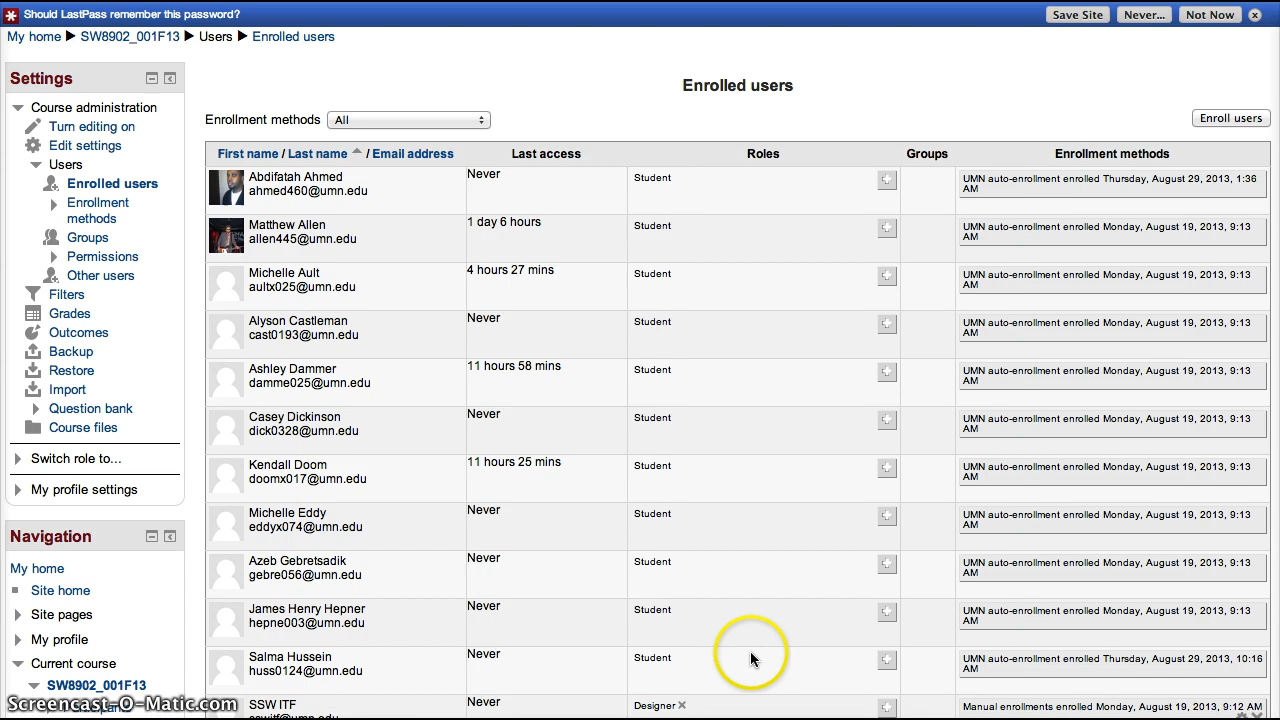 Should LastPass remember this password?
Save Site
Never...
Not Now
My home ▶ SW8902_001F13 ▶ Users ▶ Enrolled users
Settings
Course administration
Turn editing on
Edit settings
Users
Enrolled users
Enrollment
methods
Groups
Permissions
Other users
Filters
Grades
Outcomes
Backup
Restore
Import
Question bank
Course files
Switch role to...
My profile settings
Navigation
My home
Site home
Site pages
My profile
Current course
SW8902_001F13
Screencast-O-Matic.com
Enrolled users
Enrollment methods All
Enroll users
First name / Last name / Email address Last access Roles Groups Enrollment methods
Abdifatah Ahmed
ahmed460@umn.edu
Never
Student
UMN auto-enrollment enrolled Thursday, August 29, 2013, 1:36
AM
Matthew Allen
allen445@umn.edu
1 day 6 hours
Student
UMN auto-enrollment enrolled Monday, August 19, 2013, 9:13
AM
Michelle Ault
aultx025@umn.edu
4 hours 27 mins
Student
UMN auto-enrollment enrolled Monday, August 19, 2013, 9:13
AM
Alyson Castleman
cast0193@umn.edu
Never
Student
UMN auto-enrollment enrolled Monday, August 19, 2013, 9:13
AM
Ashley Dammer
damme025@umn.edu
11 hours 58 mins
Student
UMN auto-enrollment enrolled Monday, August 19, 2013, 9:13
AM
Casey Dickinson
dick0328@umn.edu
Never
Student
UMN auto-enrollment enrolled Monday, August 19, 2013, 9:13
AM
Kendall Doom
doomx017@umn.edu
11 hours 25 mins
Student
UMN auto-enrollment enrolled Monday, August 19, 2013, 9:13
AM
Michelle Eddy
eddyx074@umn.edu
Never
Student
UMN auto-enrollment enrolled Monday, August 19, 2013, 9:13
AM
Azeb Gebretsadik
gebre056@umn.edu
Never
Student
UMN auto-enrollment enrolled Monday, August 19, 2013, 9:13
AM
James Henry Hepner
hepne003@umn.edu
Never
Student
UMN auto-enrollment enrolled Monday, August 19, 2013, 9:13
AM
Salma Hussein
huss0124@umn.edu
Never
Student
UMN auto-enrollment enrolled Thursday, August 29, 2013, 10:16
AM
SSW ITF
Never
Designer
Manual enrollments enrolled Monday, August 19, 2013, 9:12 AM